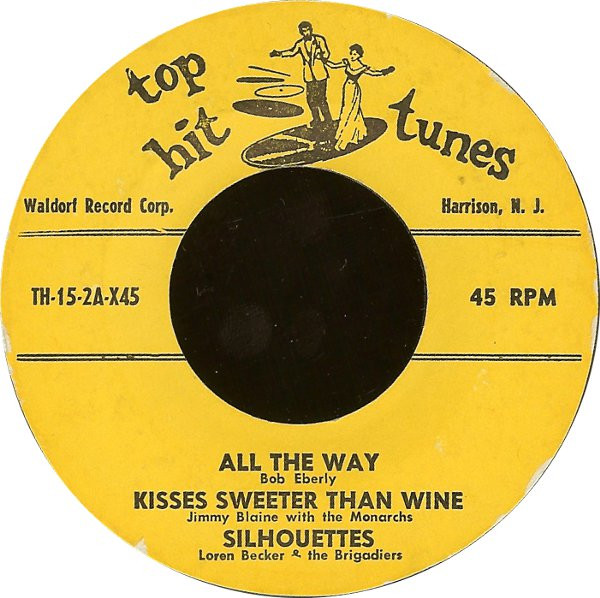 top
hit tunes
Waldorf Record Corp. Harrison, N. J.
TH-15-2A-X45 45 RPM
ALL THE WAY
Bob Eberly
KISSES SWEETER THAN WINE
Jimmy Blaine with the Monarchs
SILHOUETTES
Loren Becker & the Brigadiers